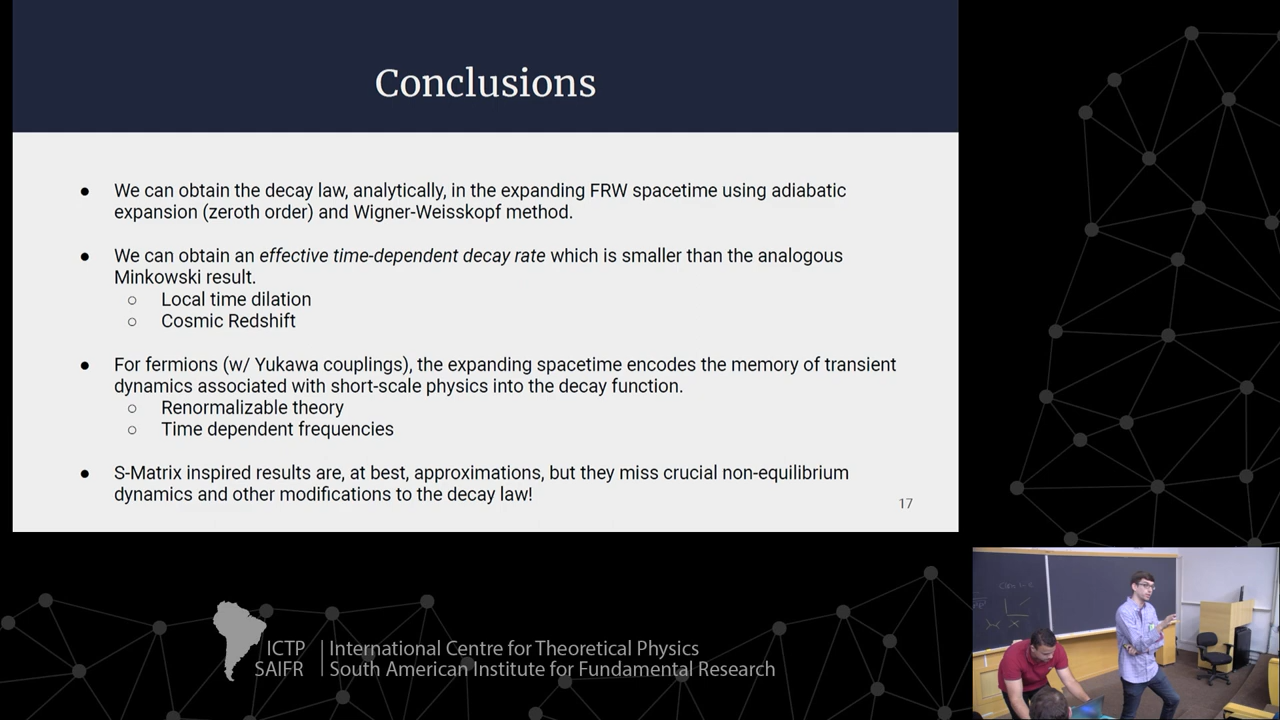 Conclusions
● We can obtain the decay law, analytically, in the expanding FRW spacetime using adiabatic
expansion (zeroth order) and Wigner-Weisskopf method.
● We can obtain an effective time-dependent decay rate which is smaller than the analogous
Minkowski result.
○ Local time dilation
○ Cosmic Redshift
● For fermions (w/ Yukawa couplings), the expanding spacetime encodes the memory of transient
dynamics associated with short-scale physics into the decay function.
○ Renormalizable theory
○ Time dependent frequencies
● S-Matrix inspired results are, at best, approximations, but they miss crucial non-equilibrium
dynamics and other modifications to the decay law!
17
ICTP | International Centre for Theoretical Physics
SAIFR | South American Institute for Fundamental Research